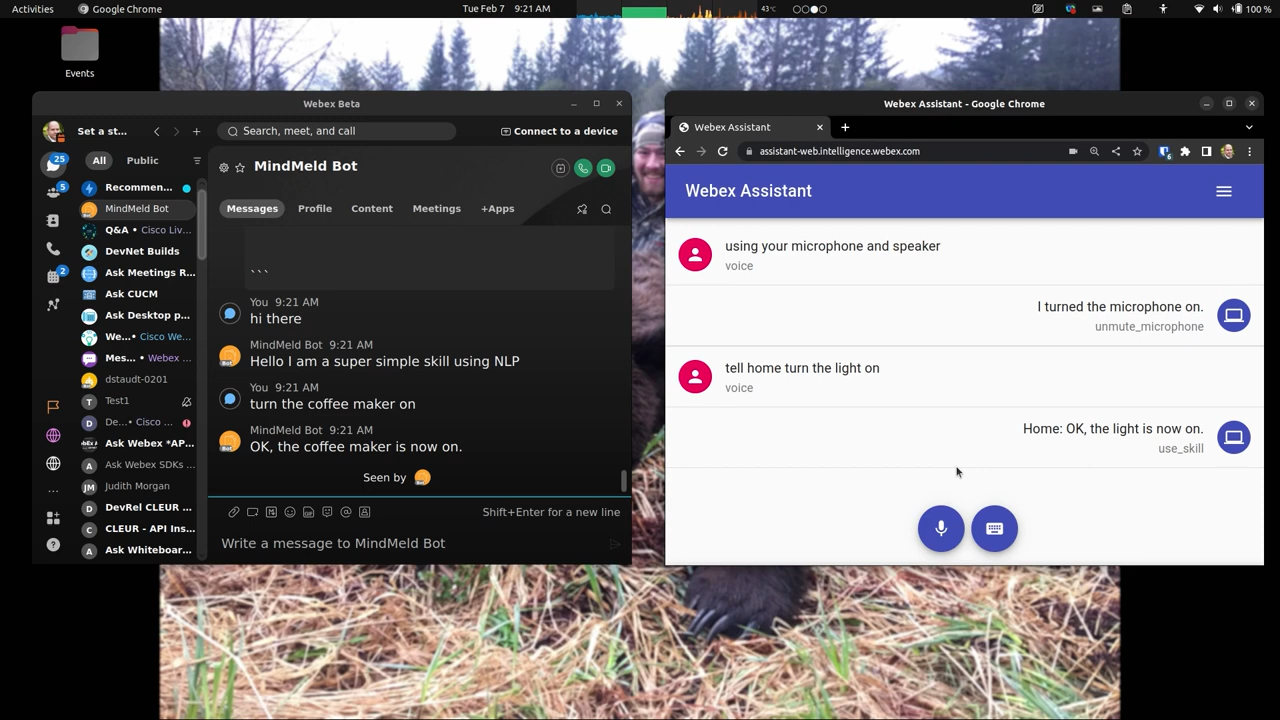 Activities
Google Chrome
Tue Feb 7 9:21 AM
43°C
100 %
Events
Webex Beta
Set a st...
Search, meet, and call
Connect to a device
25
All
Public
5
2
Recommen...
MindMeld Bot
Q&A • Cisco Liv...
DevNet Builds
Ask Meetings R...
Ask CUCM
Ask Desktop p...
We... • Cisco We...
Mes... • Webex ...
dstaudt-0201
T Test1
D De... • Cisco ...
Ask Webex *AP...
A Ask Webex SDKs ...
JM Judith Morgan
D DevRel CLEUR ...
C CLEUR - API Ins...
A Ask Whiteboar...
MindMeld Bot
Messages
Profile
Content
Meetings
+Apps
```
You 9:21 AM
hi there
MindMeld Bot 9:21 AM
Hello I am a super simple skill using NLP
You 9:21 AM
turn the coffee maker on
MindMeld Bot 9:21 AM
OK, the coffee maker is now on.
Seen by
Shift+Enter for a new line
Write a message to MindMeld Bot
Webex Assistant - Google Chrome
Webex Assistant
assistant-web.intelligence.webex.com
6
Webex Assistant
using your microphone and speaker
voice
I turned the microphone on.
unmute_microphone
tell home turn the light on
voice
Home: OK, the light is now on.
use_skill